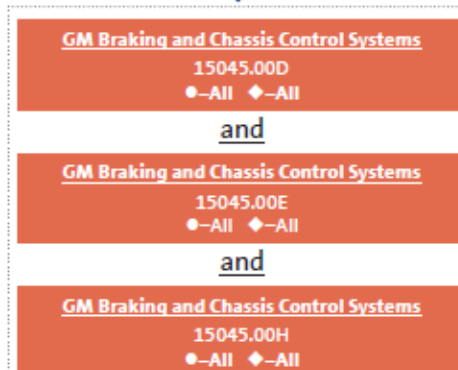 GM Braking and Chassis Control Systems
15045.00D
●–All ◆–All
and
GM Braking and Chassis Control Systems
15045.00E
●–All ◆–All
and
GM Braking and Chassis Control Systems
15045.00H
●–All ◆–All